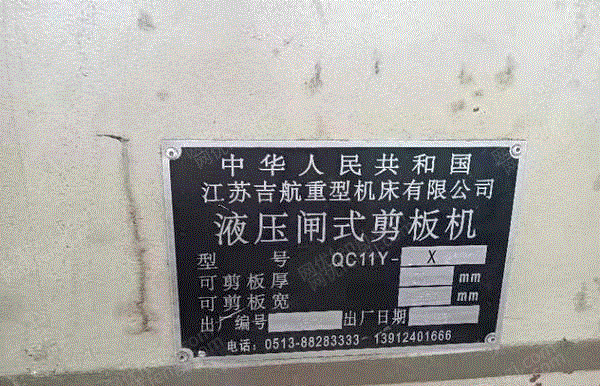 中华人民共和国
江苏吉航重型机床有限公司
液压闸式剪板机
型 号 QC11Y- X
可剪板厚 mm
可剪板宽 mm
出厂编号 出厂日期
电话: 0513-88283333 · 13912401666